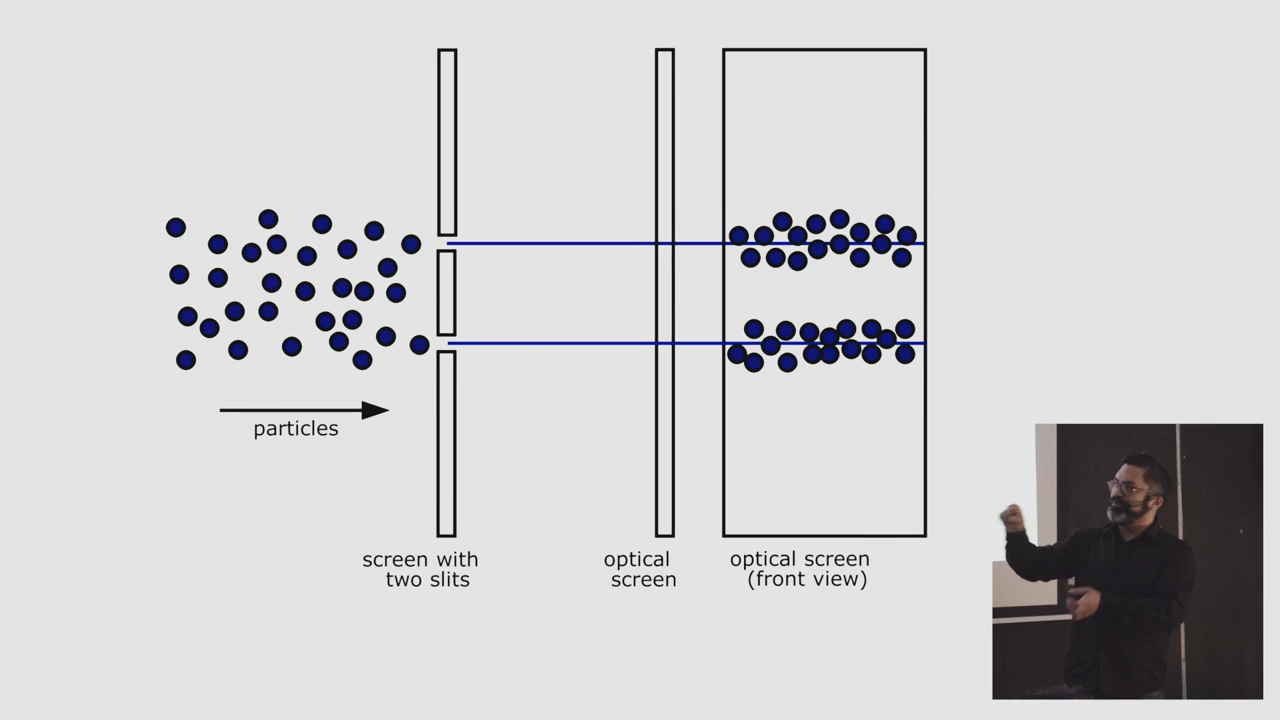 particles
screen with
two slits
optical
screen
optical screen
(front view)